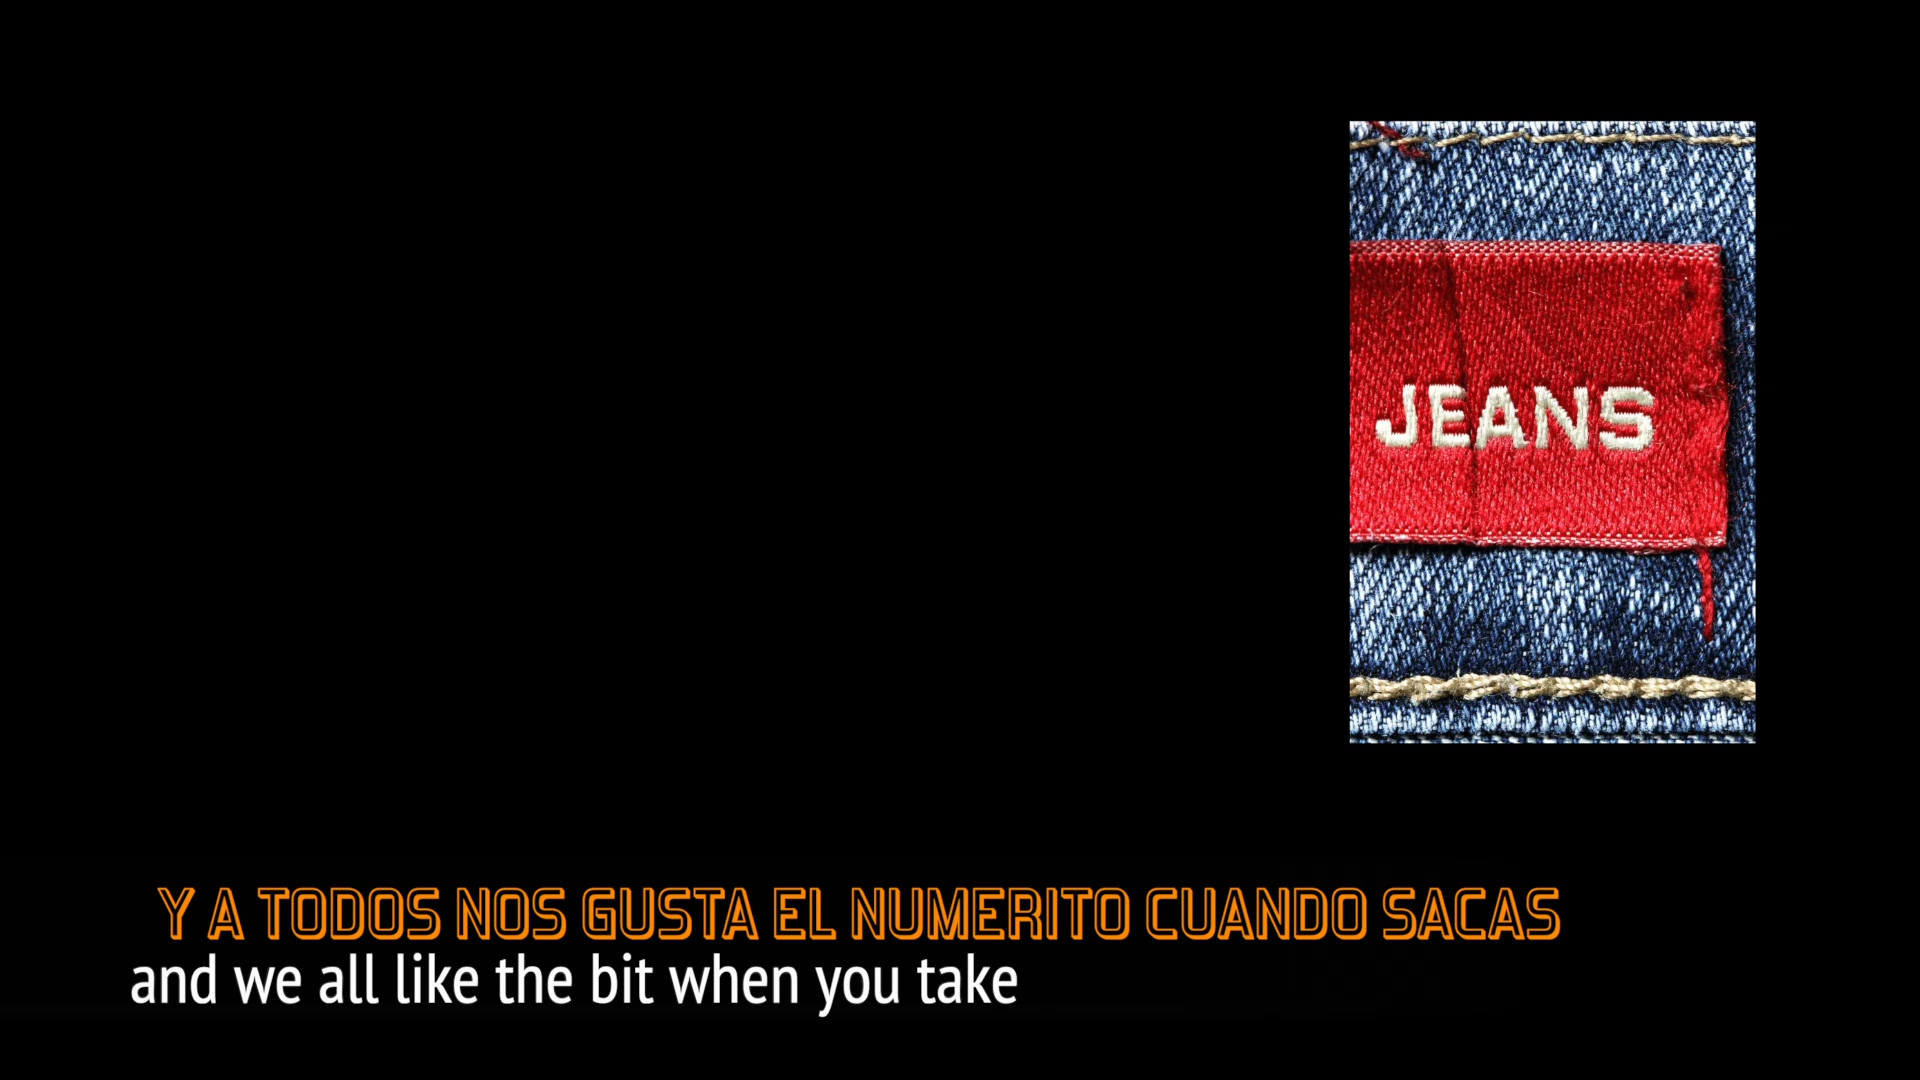 JEANS
Y A TODOS NOS GUSTA EL NUMERITO CUANDO SACAS
and we all like the bit when you take